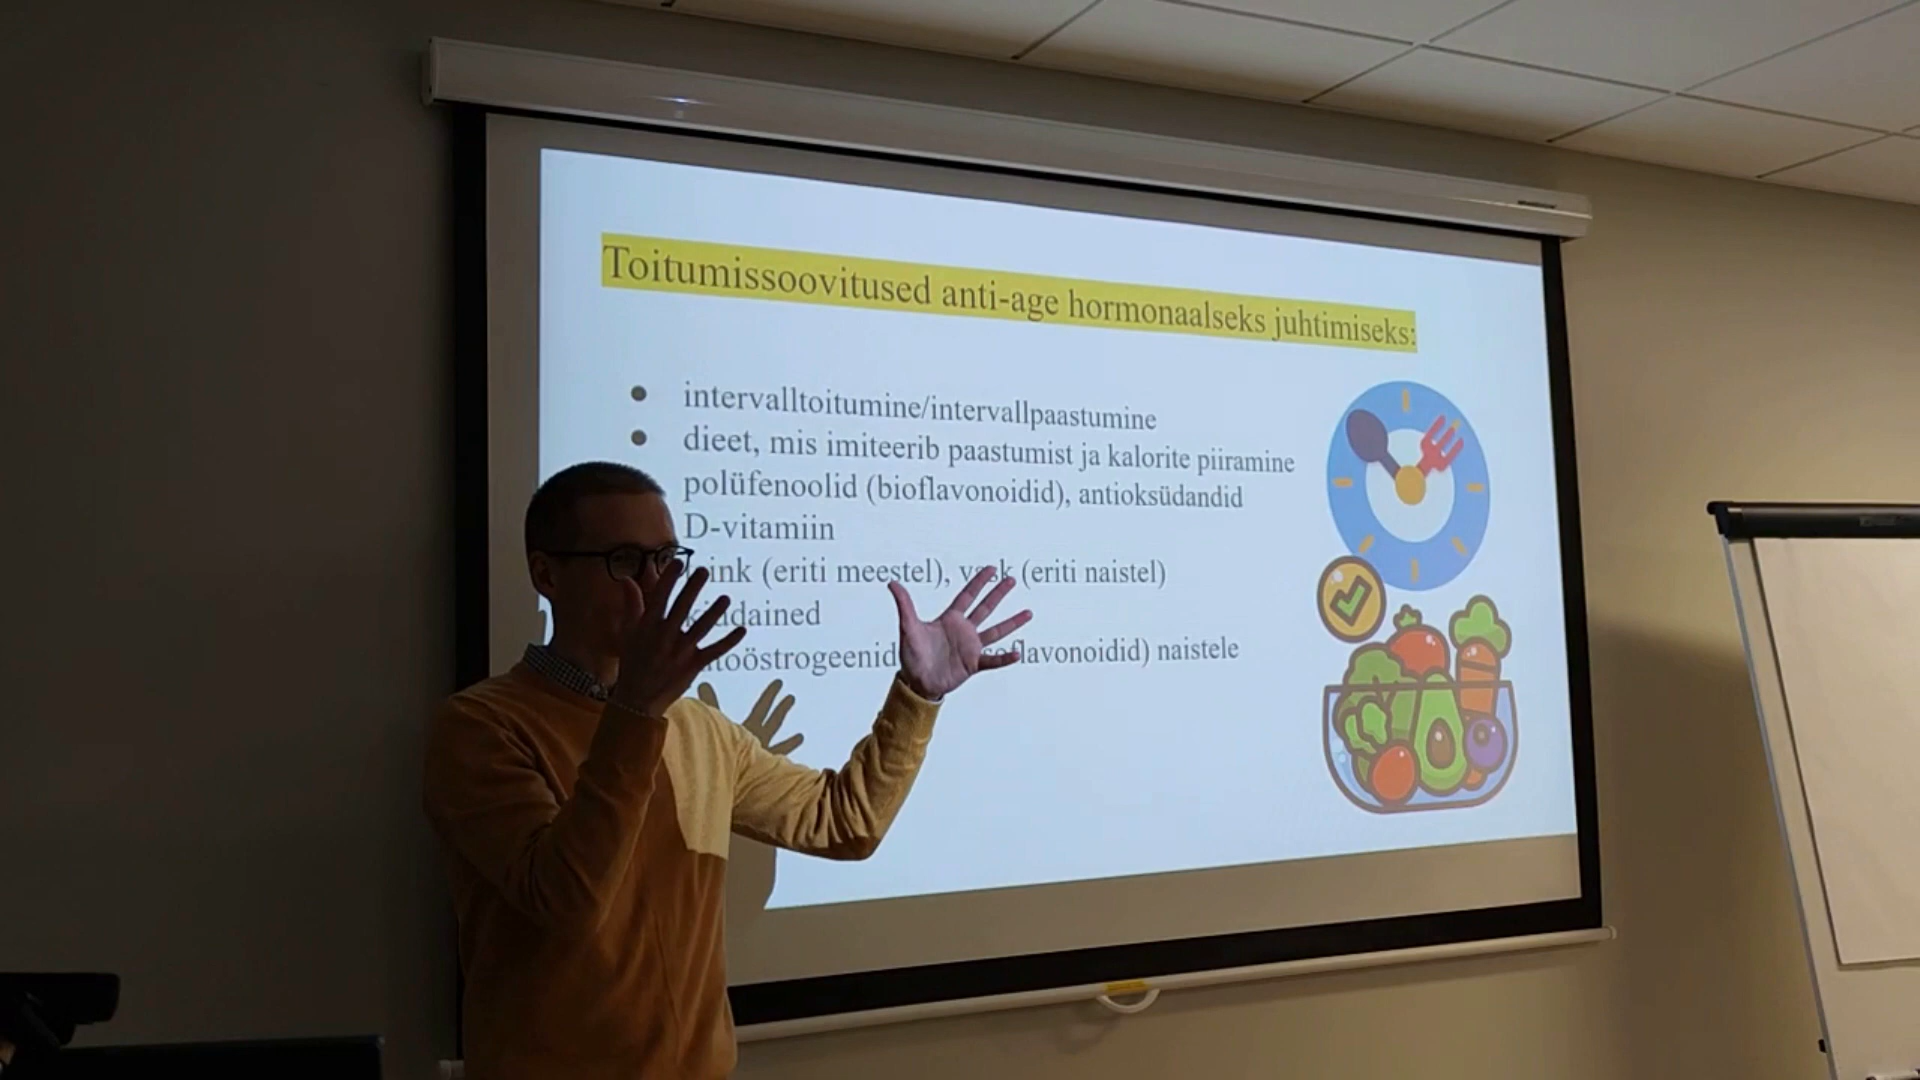 Toitumissoovitused anti-age hormonaalseks juhtimiseks:
intervalltoitumine/intervallpaastumine
dieet, mis imiteerib paastumist ja kalorite piiramine
polüfenoolid (bioflavonoidid), antioksüdandid
D-vitamiin
(eriti meestel), (eriti naistel)
naistele